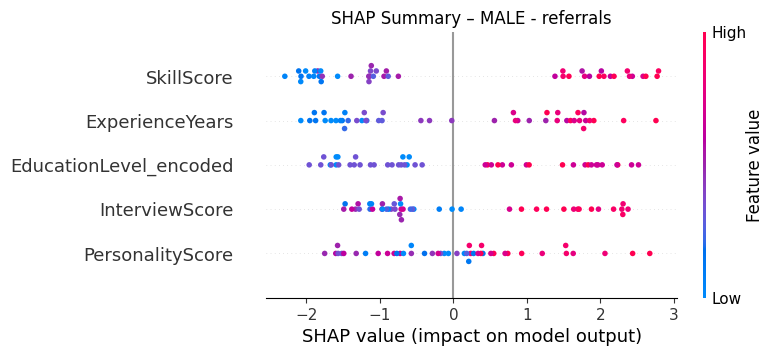 SHAP Summary – MALE - referrals
High
SkillScore
ExperienceYears
EducationLevel_encoded
InterviewScore
PersonalityScore
Feature value
Low
−2 −1 0 1 2 3
SHAP value (impact on model output)